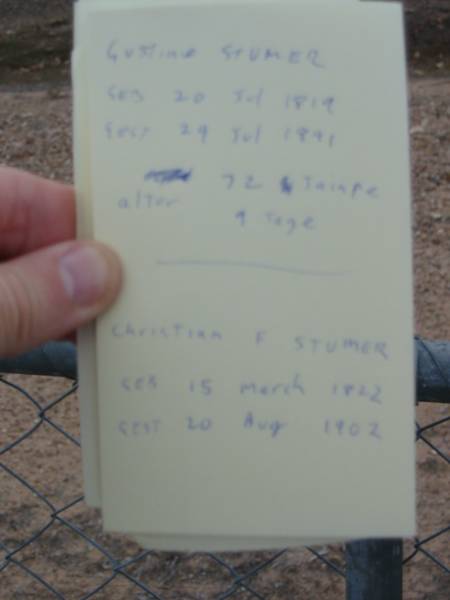 Gustine STUMER
GEB 20 Jul 1819
GEST 29 Jul 1891
72 Jainpe
alter
9 Tage
Christian F STUMER
GEB 15 march 1822
GEST 20 Aug 1902